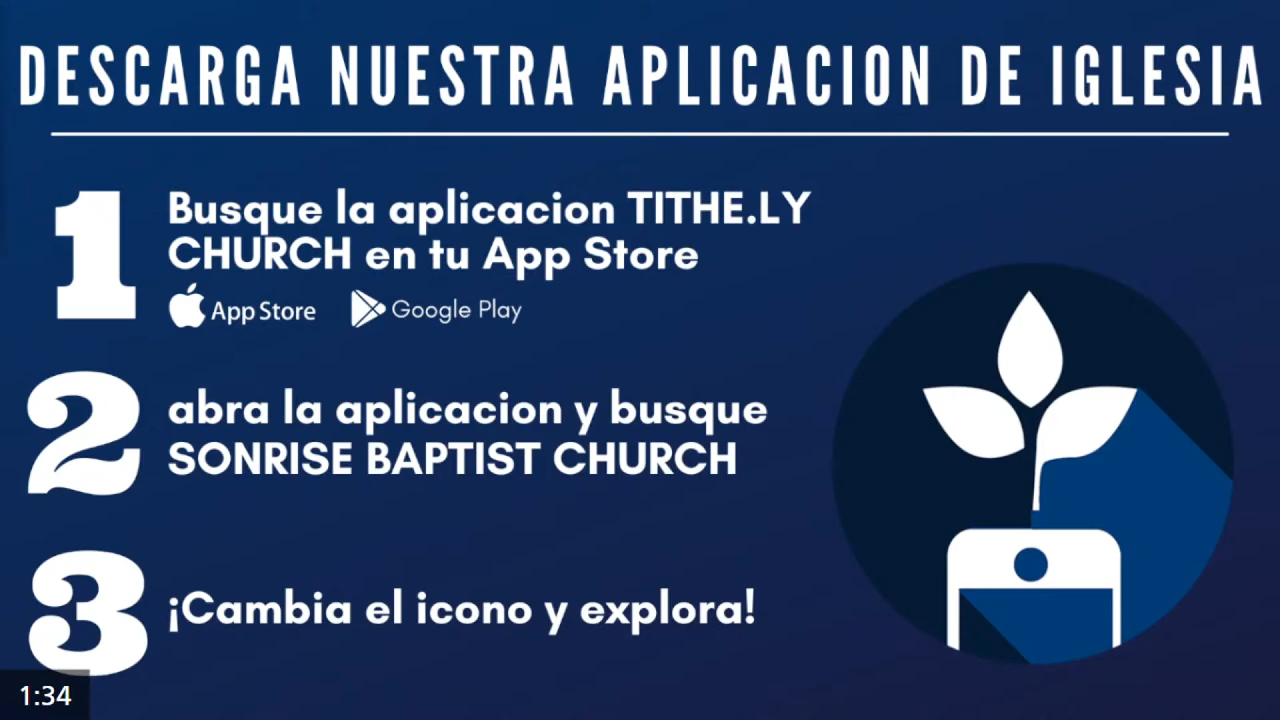 DESCARGA NUESTRA APLICACION DE IGLESIA
1
Busque la aplicacion TITHE.LY
CHURCH en tu App Store
App Store Google Play
2
abra la aplicacion y busque
SONRISE BAPTIST CHURCH
3
¡Cambia el icono y explora!
1:34